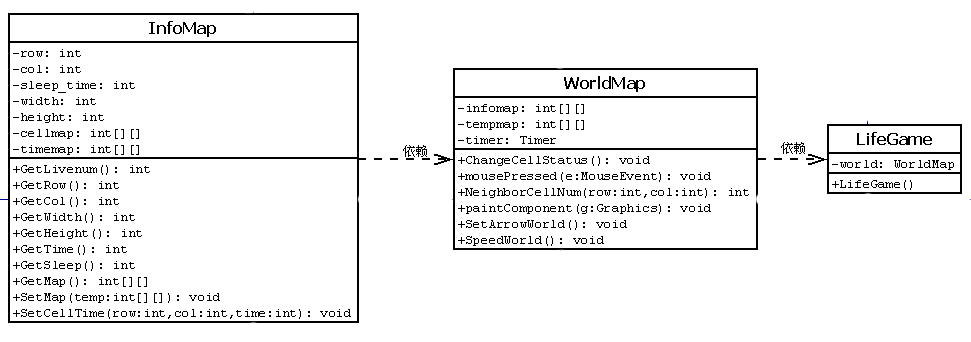 InfoMap
-row: int
-col: int
-sleep_time: int
-width: int
-height: int
-cellmap: int[][]
-timemap: int[][]
+GetLivenum(): int
+GetRow(): int
+GetCol(): int
+GetWidth(): int
+GetHeight(): int
+GetTime(): int
+GetSleep(): int
+GetMap(): int[][]
+SetMap(temp:int[][]): void
+SetCellTime(row:int,col:int,time:int): void
依赖
WorldMap
-infomap: int[][]
-tempmap: int[][]
-timer: Timer
+ChangeCellStatus(): void
+mousePressed(e:MouseEvent): void
+NeighborCellNum(row:int,col:int): int
+paintComponent(g:Graphics): void
+SetArrowWorld(): void
+SpeedWorld(): void
依赖
LifeGame
-world: WorldMap
+LifeGame()